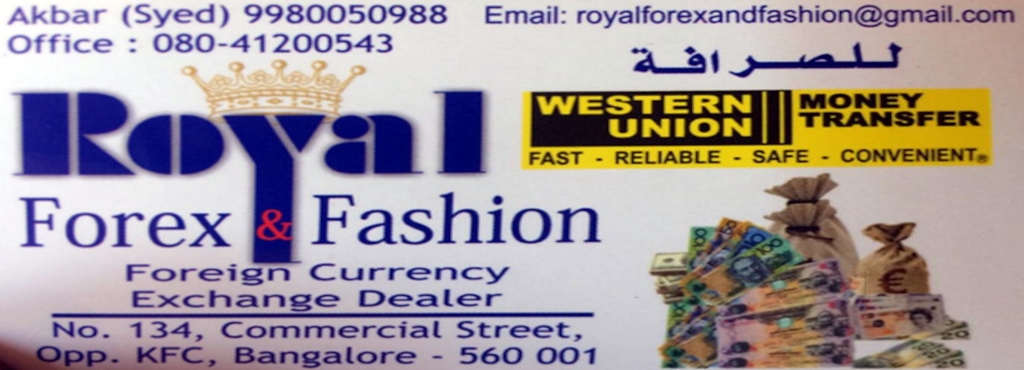 Akbar (Syed) 9980050988
Office : 080-41200543
Email: royalforexandfashion@gmail.com
للصرافة
Royal
Forex & Fashion
Foreign Currency
Exchange Dealer
No. 134, Commercial Street,
Opp. KFC, Bangalore - 560 001
WESTERN UNION
MONEY TRANSFER
FAST - RELIABLE - SAFE - CONVENIENT®